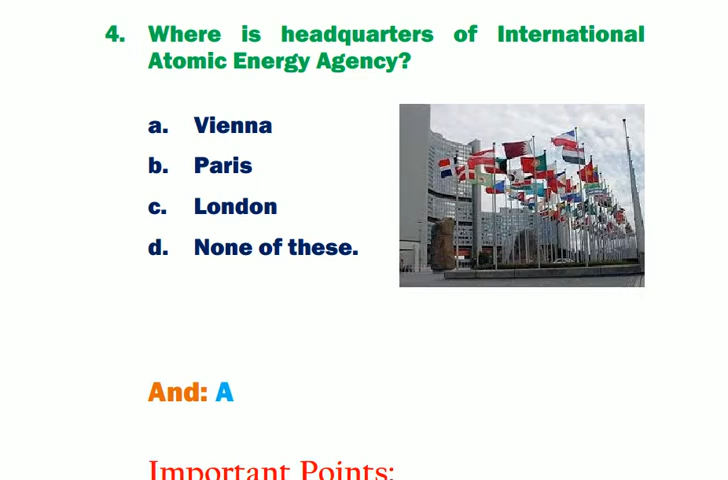 4. Where is headquarters of International
Atomic Energy Agency?
a. Vienna
b. Paris
c. London
d. None of these.
And: A
Important Points: